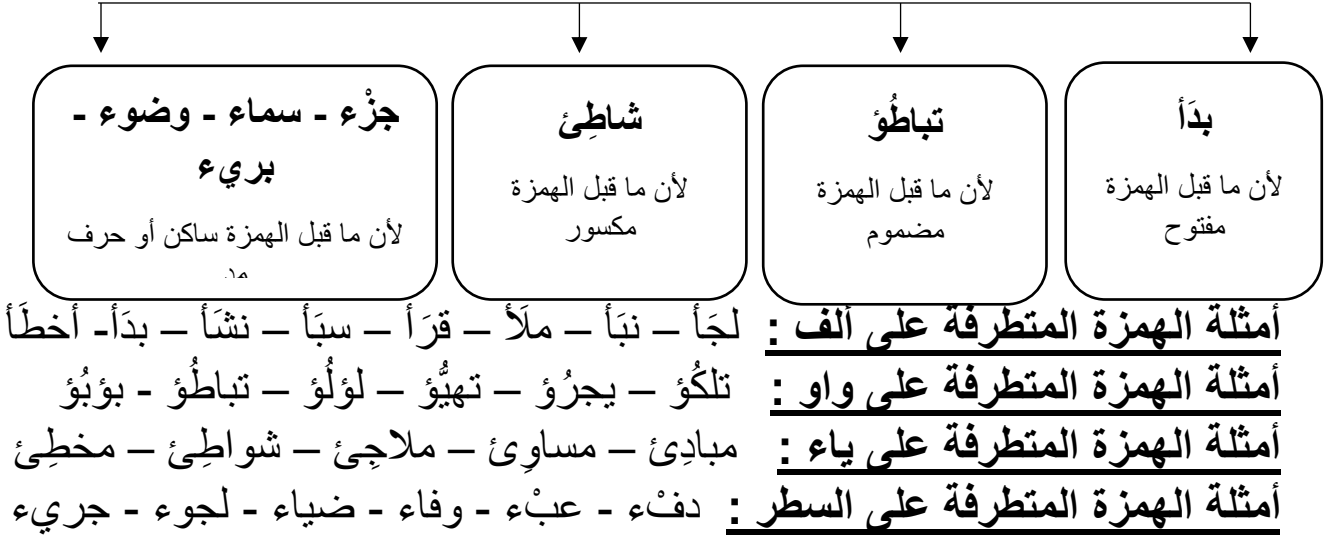 بدَأ
لأن ما قبل الهمزة
مفتوح
تباطُؤ
لأن ما قبل الهمزة
مضموم
شاطِئ
لأن ما قبل الهمزة
مكسور
جزْء - سماء - وضوء -
بريء
لأن ما قبل الهمزة ساكن أو حرف
أمثلة الهمزة المتطرفة على ألف : لجَأ – نبَأ – ملَأ – قرَأ – سبَأ – نشَأ – بدَأ- أخطَأ
أمثلة الهمزة المتطرفة على واو : تلكُؤ – يجرُؤ – تهيُّؤ – لؤلُؤ – تباطُؤ - بؤبُؤ
أمثلة الهمزة المتطرفة على ياء : مبادِئ – مساوِئ – ملاجِئ – شواطِئ – مخطِئ
أمثلة الهمزة المتطرفة على السطر : دفْء - عبْء - وفاء - ضياء - لجوء - جريء